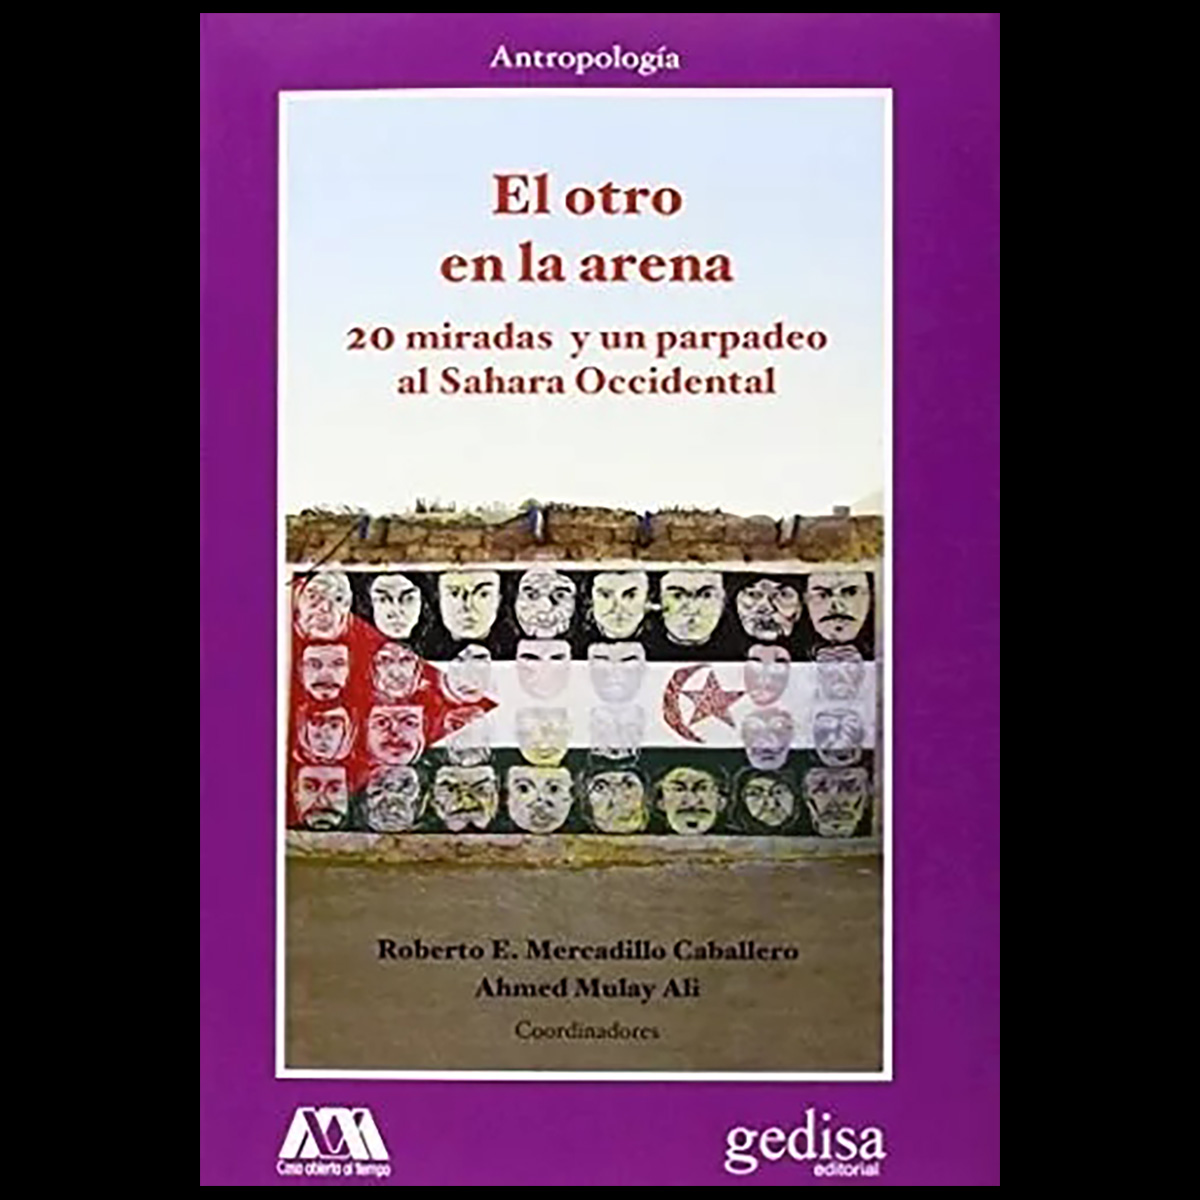 Antropología
El otro
en la arena
20 miradas y un parpadeo
al Sahara Occidental
Roberto E. Mercadillo Caballero
Ahmed Mulay Ali
Coordinadores
Casa abierta al tiempo
gedisa
editorial